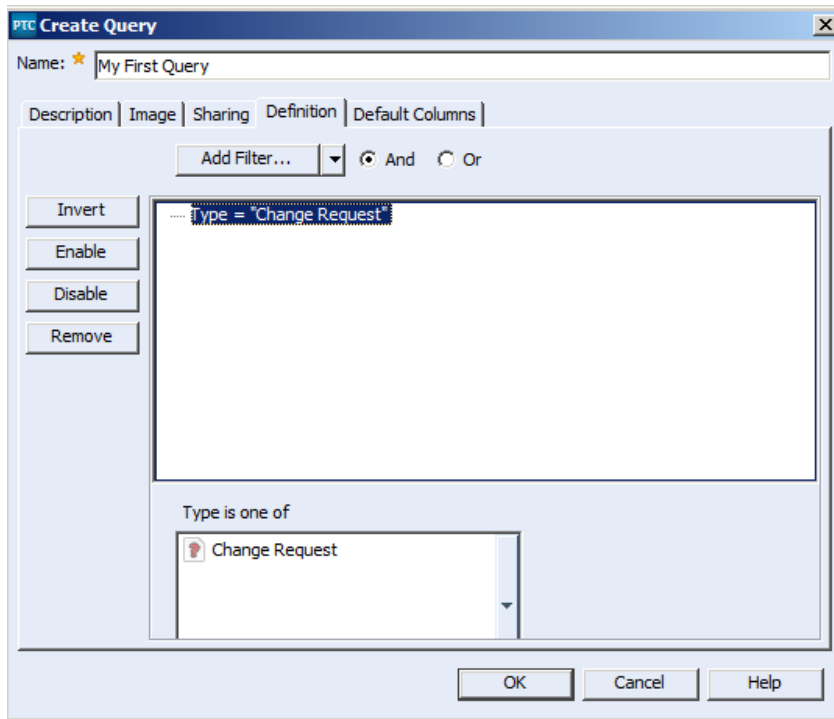 PTC Create Query
Name: My First Query
Description Image Sharing Definition Default Columns
Add Filter... And Or
Invert
Enable
Disable
Remove
Type = "Change Request"
Type is one of
Change Request
OK Cancel Help